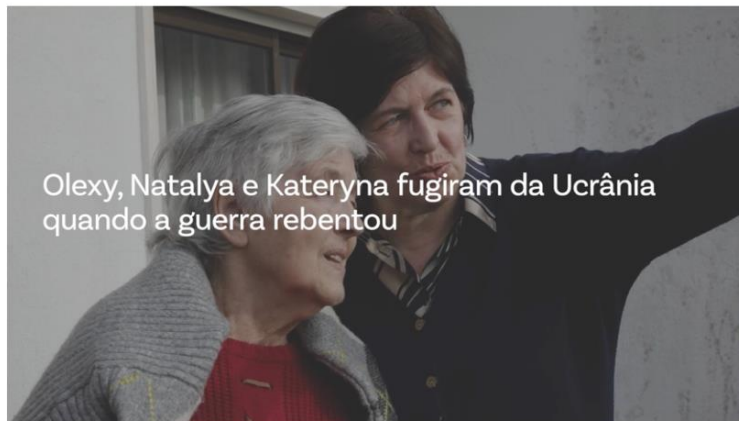 Olexy, Natalya e Kateryna fugiram da Ucrânia
quando a guerra rebentou